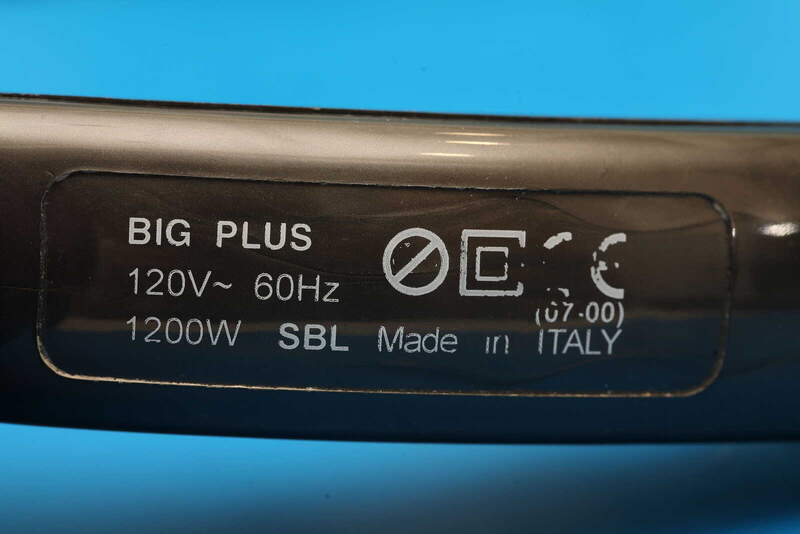 BIG PLUS
120V~ 60Hz
(07-00)
1200W SBL Made in ITALY